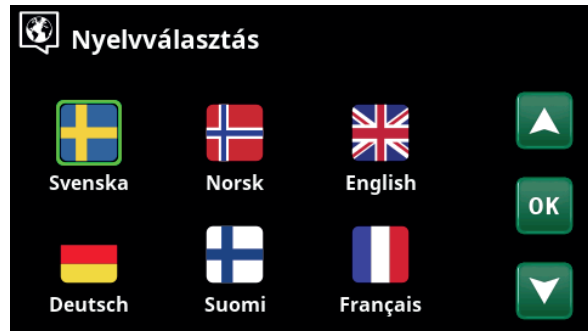 Nyelvválasztás
Svenska Norsk English
OK
Deutsch Suomi Français